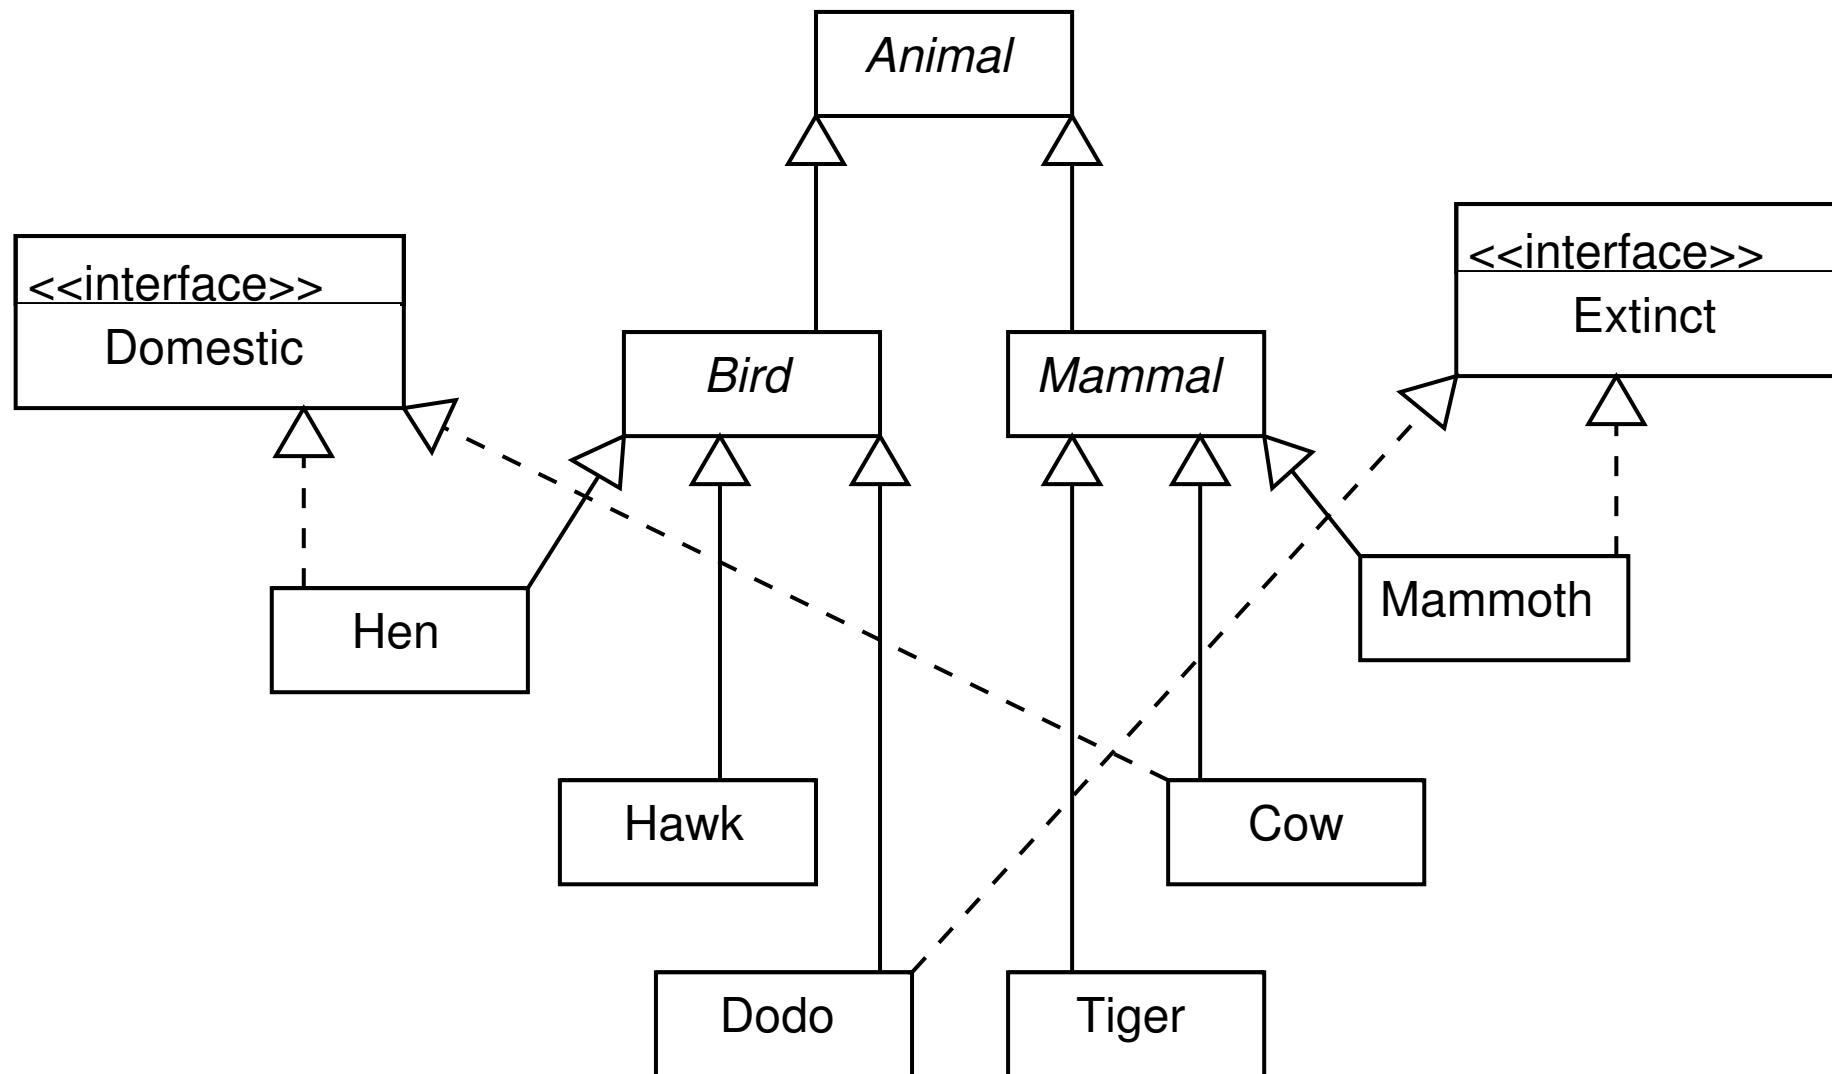 Animal
<<interface>>
Domestic
<<interface>>
Extinct
Bird
Mammal
Hen
Mammoth
Hawk
Cow
Dodo
Tiger